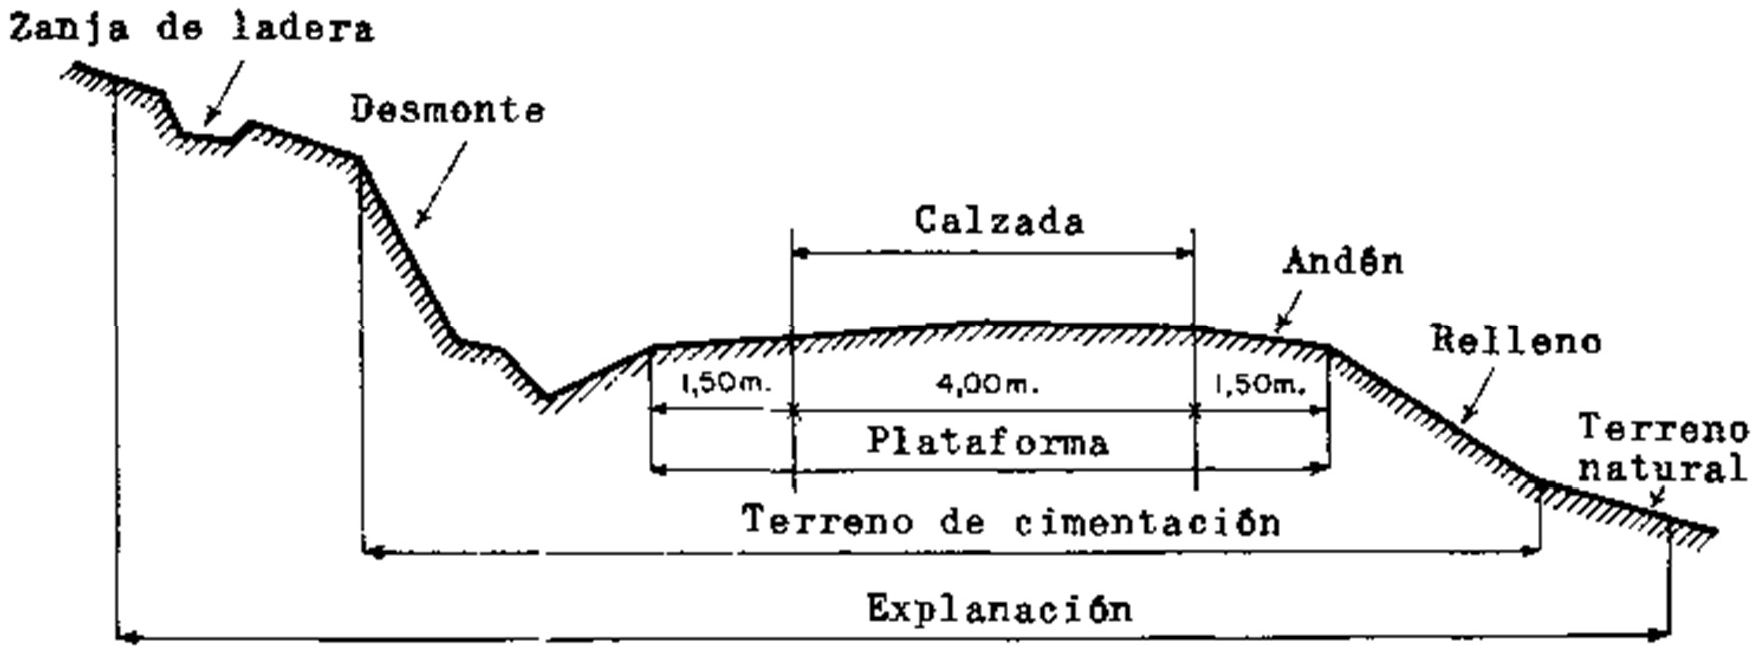 Zanja de ladera
Desmonte
Calzada
Andén
Relleno
1,50m.
4,00m.
1,50m.
Plataforma
Terreno
natural
Terreno de cimentación
Explanación